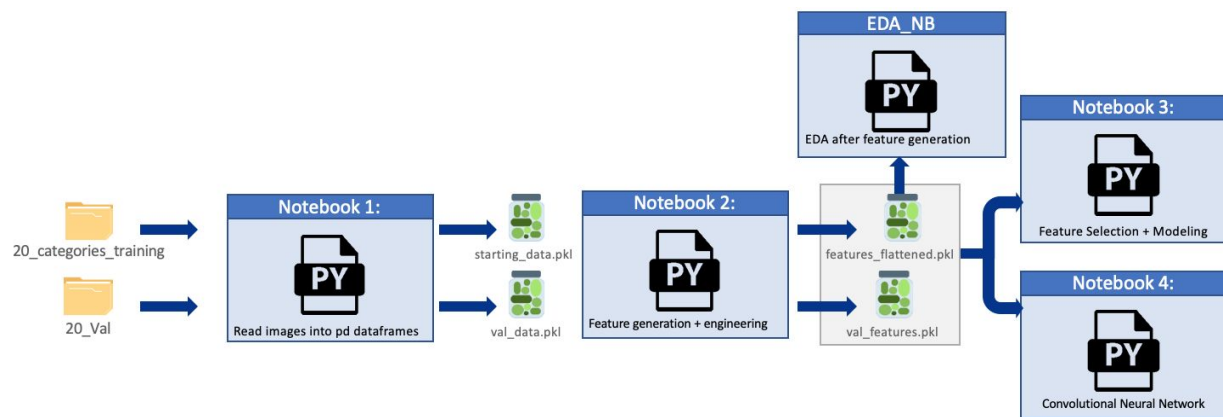 EDA_NB
PY
EDA after feature generation
Notebook 3:
PY
Feature Selection + Modeling
Notebook 1:
PY
Read images into pd dataframes
Notebook 2:
PY
Feature generation + engineering
20_categories_training
20_Val
starting_data.pkl
val_data.pkl
features_flattened.pkl
val_features.pkl
Notebook 4:
PY
Convolutional Neural Network